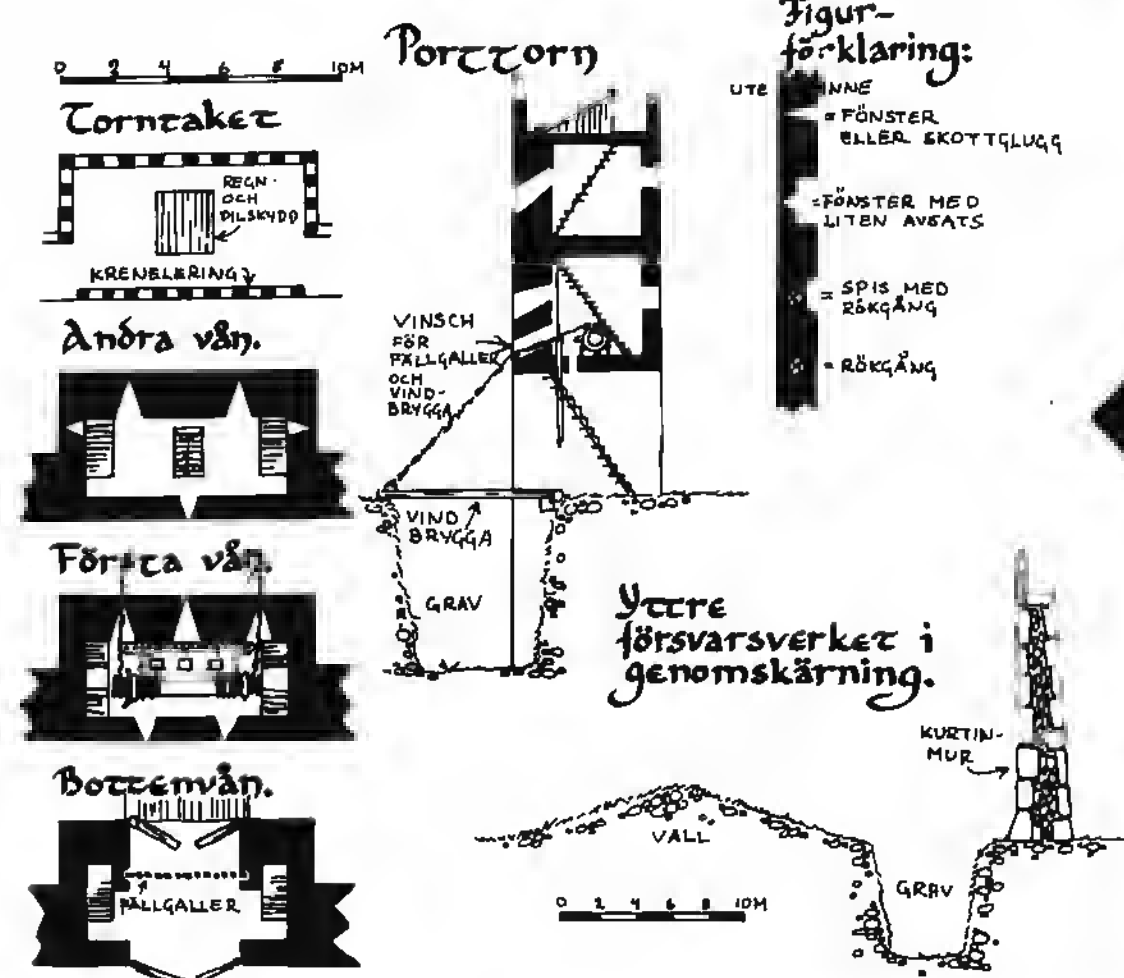 0 2 4 6 8 10M
Torntaket
REGN-
OCH
PILSKYDD
KRENELERING
Andra vån.
Första vån.
Bottenvån.
FÄLLGALLER
Porttorn
VINSCH
FÖR
FÄLLGALLER
OCH
VIND-
BRYGGA
VIND
BRYGGA
GRAV
Figur-
förklaring:
UTE INNE
= FÖNSTER
ELLER SKOTTGLUGG
=FÖNSTER MED
LITEN AVSATS
= SPIS MED
RÖKGÅNG
= RÖKGÅNG
Yttre
försvarsverket i
genomskärning.
KURTIN-
MUR
VALL
GRAV
0 2 4 6 8 10M